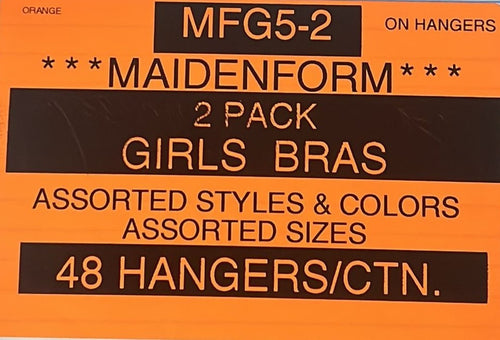 ORANGE
MFG5-2
ON HANGERS
***MAIDENFORM***
2 PACK
GIRLS BRAS
ASSORTED STYLES & COLORS
ASSORTED SIZES
48 HANGERS/CTN.